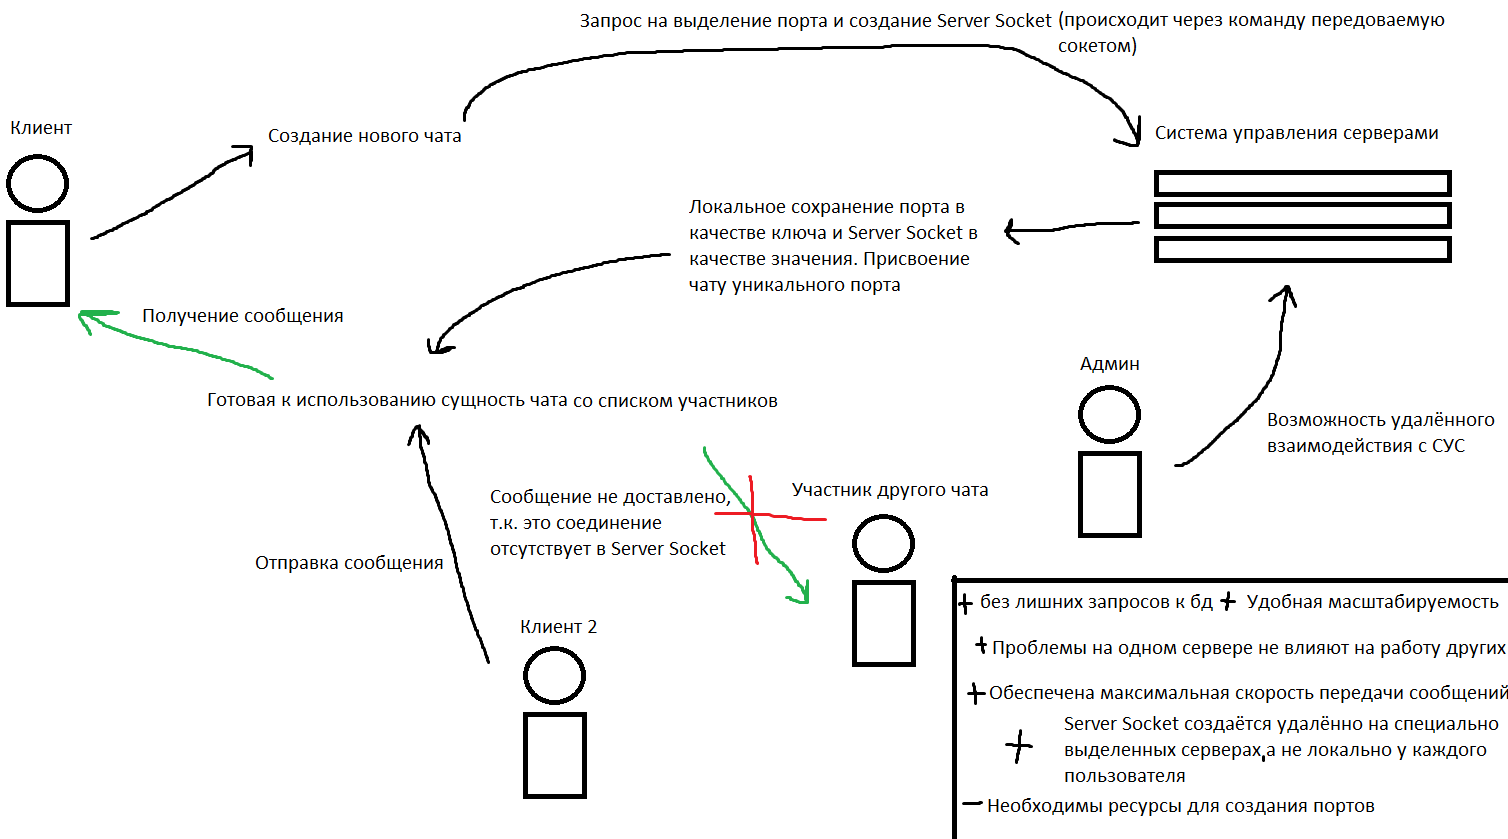 Запрос на выделение порта и создание Server Socket (происходит через команду передоваемую
сокетом)
Клиент
Создание нового чата
Система управления серверами
Локальное сохранение порта в
качестве ключа и Server Socket в
качестве значения. Присвоение
чату уникального порта
Получение сообщения
Админ
Готовая к использованию сущность чата со списком участников
Возможность удалённого
взаимодействия с СУС
Сообщение не доставлено,
т.к. это соединение
отсутствует в Server Socket
Участник другого чата
Отправка сообщения
Клиент 2
+ без лишних запросов к бд + Удобная масштабируемость
+ Проблемы на одном сервере не влияют на работу других
+ Обеспечена максимальная скорость передачи сообщений
+ Server Socket создаётся удалённо на специально
выделенных серверах,а не локально у каждого
пользователя
— Необходимы ресурсы для создания портов